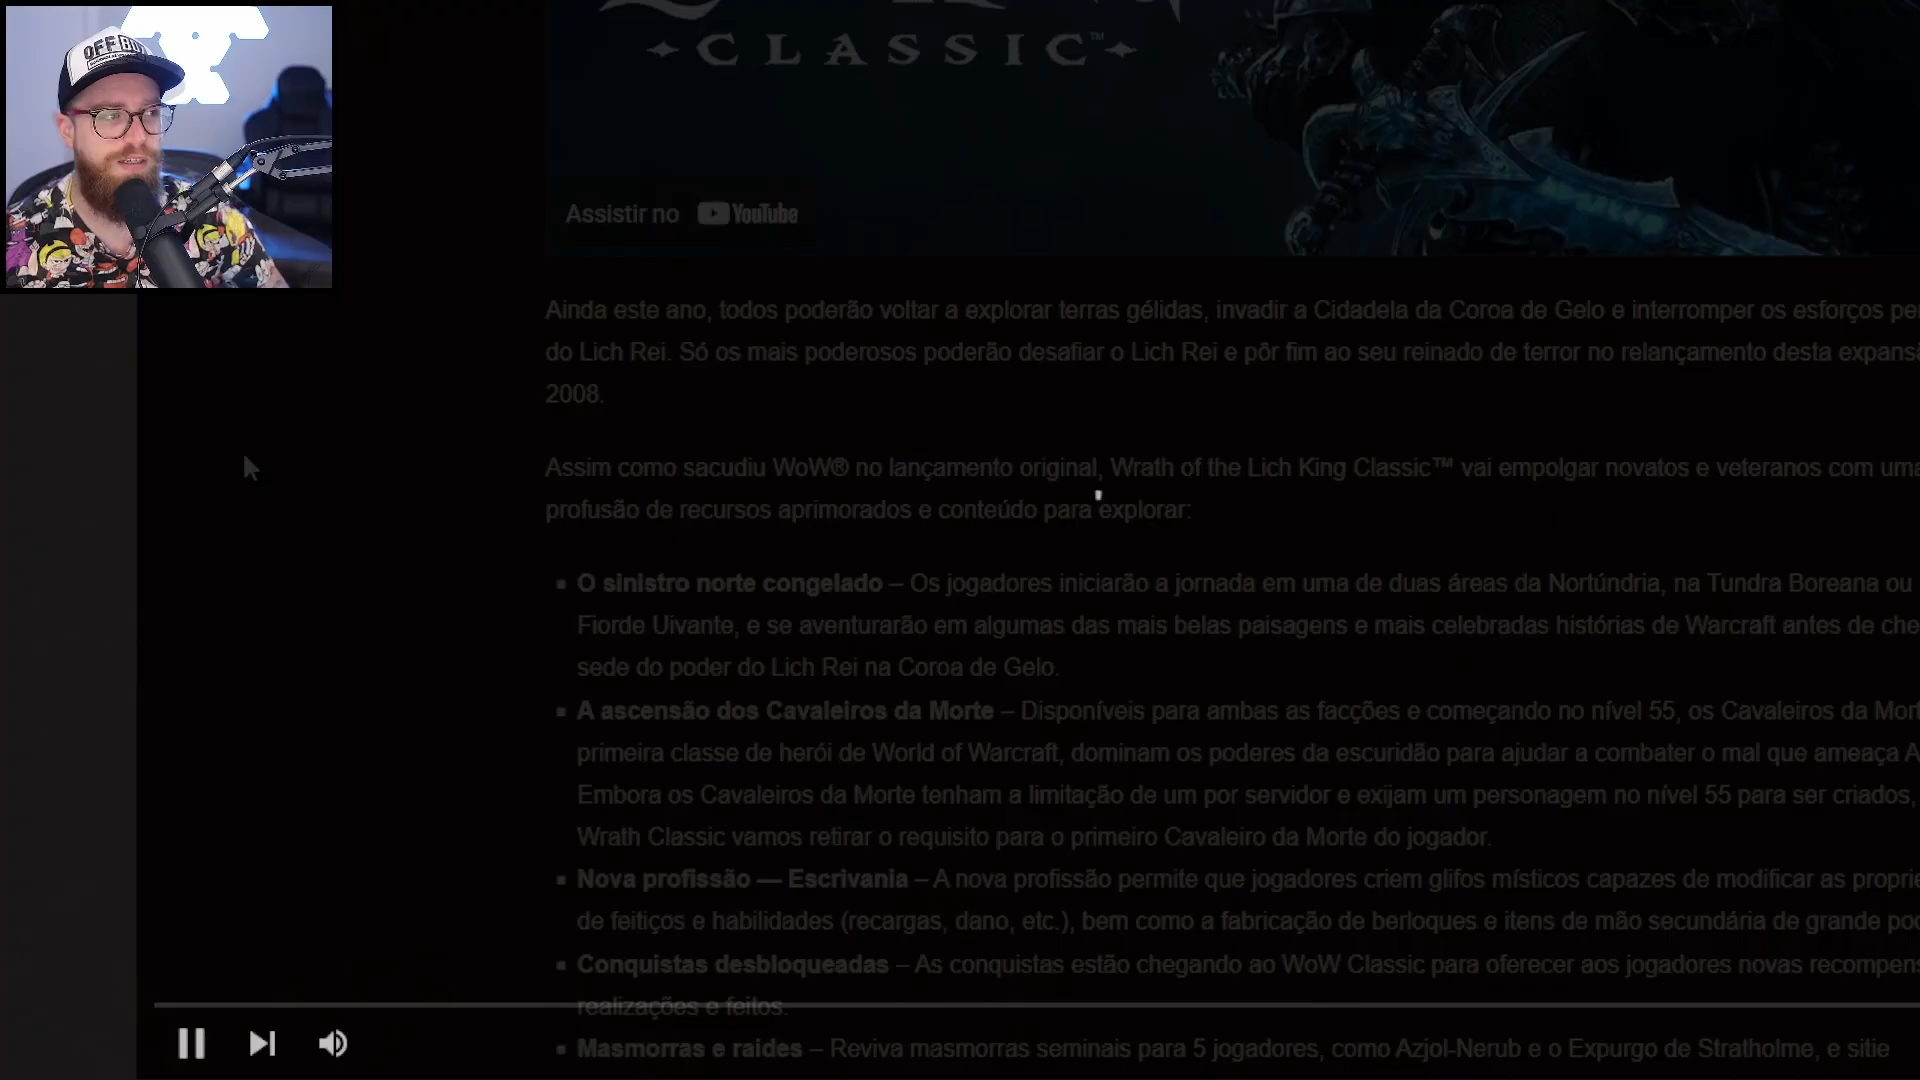 OFF
CLASSIC™
Assistir no YouTube
Ainda este ano, todos poderão voltar a explorar terras gélidas, invadir a Cidadela da Coroa de Gelo e interromper os esforços
do Lich Rei. Só os mais poderosos poderão desafiar o Lich Rei e pôr fim ao seu reinado de terror no relançamento desta
2008.
Assim como sacudiu WoW® no lançamento original, Wrath of the Lich King Classic™ vai empolgar novatos e veteranos com uma
profusão de recursos aprimorados e conteúdo para explorar:
▪ O sinistro norte congelado – Os jogadores iniciarão a jornada em uma de duas áreas da Nortúndria, na Tundra Boreana ou
Fiorde Uivante, e se aventurarão em algumas das mais belas paisagens e mais celebradas histórias de Warcraft antes de
sede do poder do Lich Rei na Coroa de Gelo.
▪ A ascensão dos Cavaleiros da Morte – Disponíveis para ambas as facções e começando no nível 55, os Cavaleiros da
primeira classe de herói de World of Warcraft, dominam os poderes da escuridão para ajudar a combater o mal que ameaça
Embora os Cavaleiros da Morte tenham a limitação de um por servidor e exijam um personagem no nível 55 para ser criados,
Wrath Classic vamos retirar o requisito para o primeiro Cavaleiro da Morte do jogador.
▪ Nova profissão — Escrivania – A nova profissão permite que jogadores criem glifos místicos capazes de modificar as
de feitiços e habilidades (recargas, dano, etc.), bem como a fabricação de berloques e itens de mão secundária de grande
▪ Conquistas desbloqueadas – As conquistas estão chegando ao WoW Classic para oferecer aos jogadores novas
realizações e feitos.
▪ Masmorras e raides – Reviva masmorras seminais para 5 jogadores, como Azjol-Nerub e o Expurgo de Stratholme, e sitie